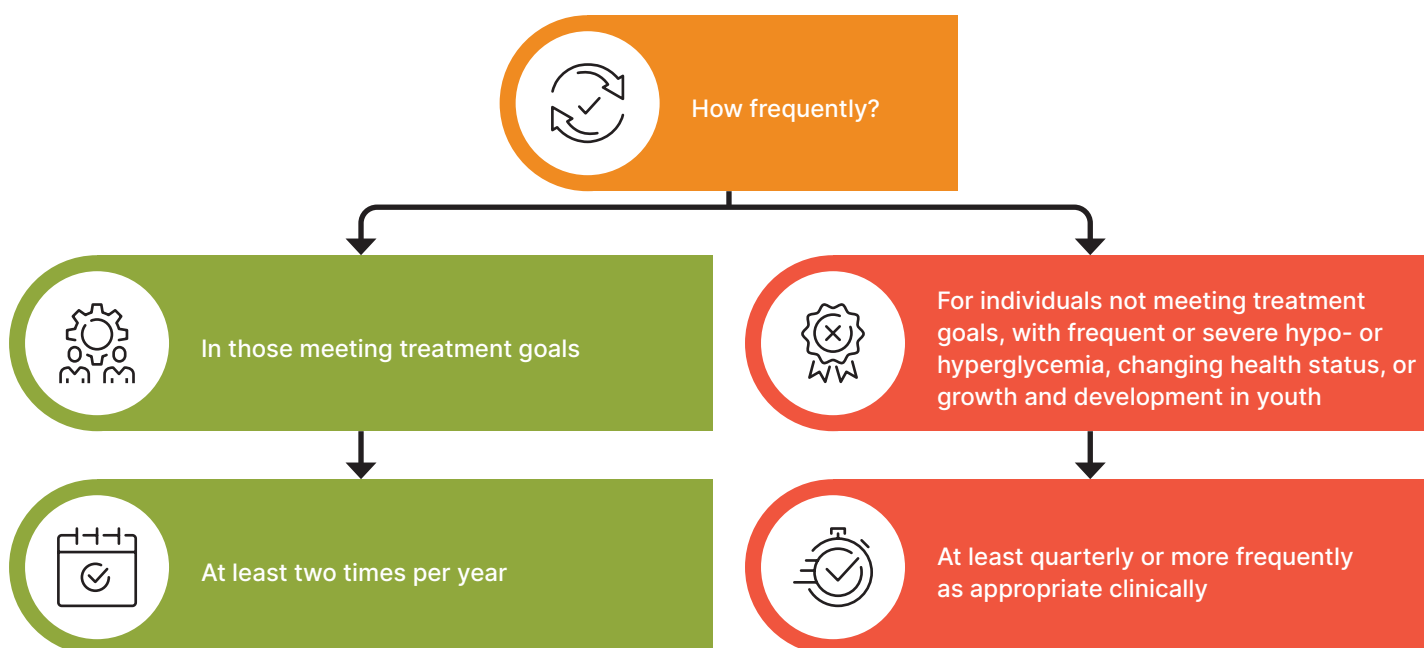 How frequently?
In those meeting treatment goals
For individuals not meeting treatment
goals, with frequent or severe hypo- or
hyperglycemia, changing health status, or
growth and development in youth
At least two times per year
At least quarterly or more frequently
as appropriate clinically